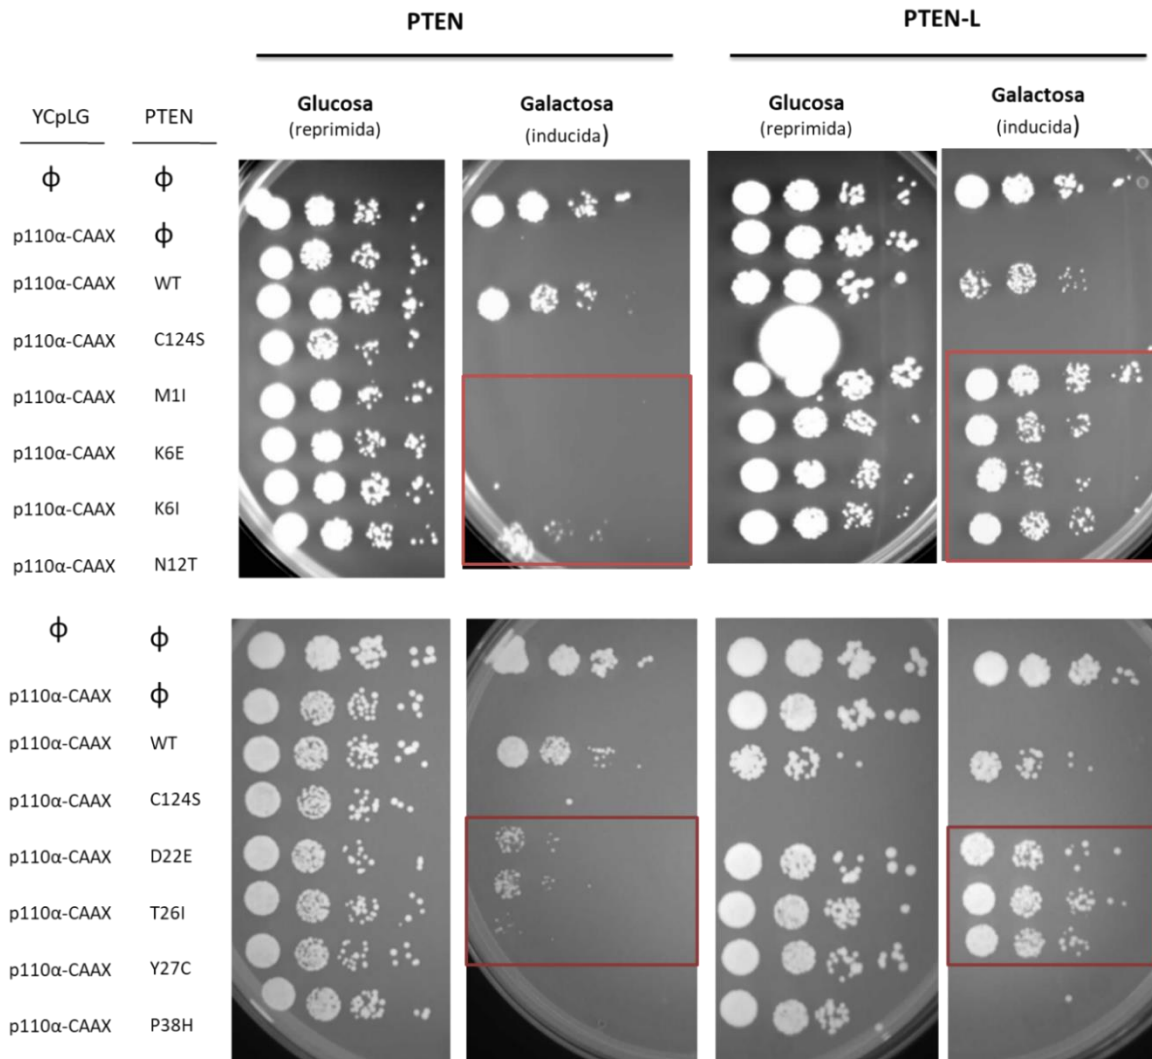 PTEN
PTEN-L
YCpLG PTEN
Glucosa
(reprimida)
Galactosa
(inducida)
Glucosa
(reprimida)
Galactosa
(inducida)
ϕ ϕ
p110α-CAAX ϕ
p110α-CAAX WT
p110α-CAAX C124S
p110α-CAAX M1I
p110α-CAAX K6E
p110α-CAAX K6I
p110α-CAAX N12T
ϕ ϕ
p110α-CAAX ϕ
p110α-CAAX WT
p110α-CAAX C124S
p110α-CAAX D22E
p110α-CAAX T26I
p110α-CAAX Y27C
p110α-CAAX P38H